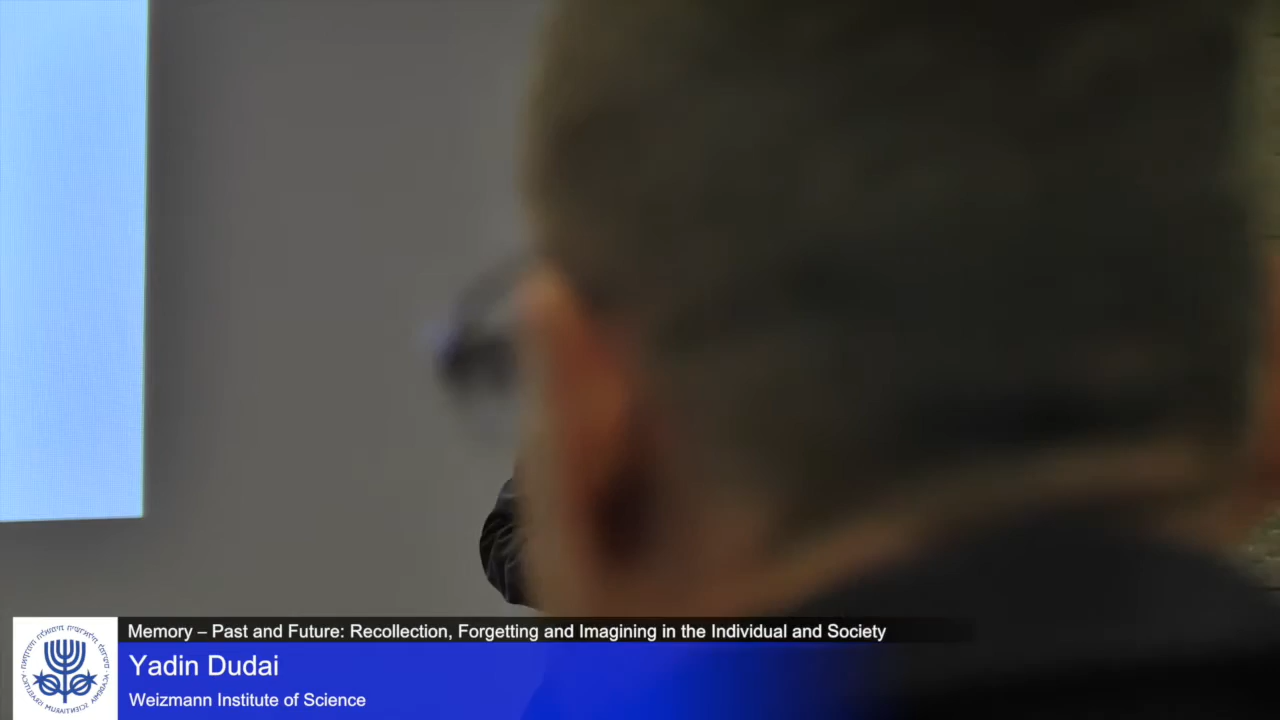 Memory – Past and Future: Recollection, Forgetting and Imagining in the Individual and Society
Yadin Dudai
Weizmann Institute of Science